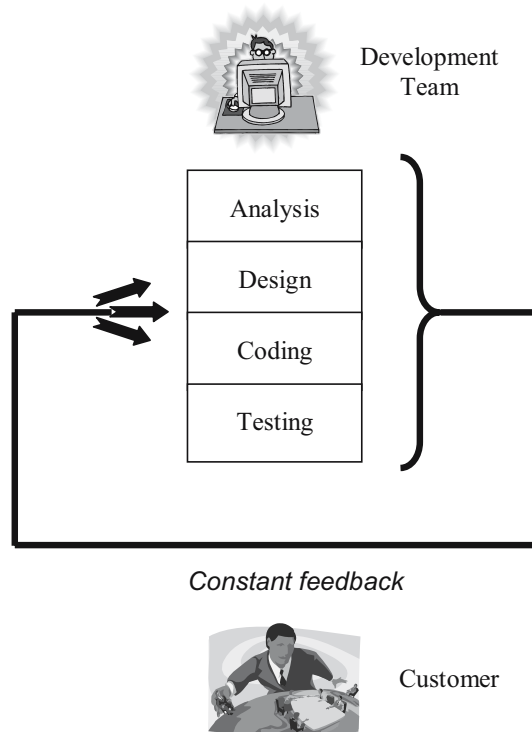 Development
Team
Analysis
Design
Coding
Testing
Constant feedback
Customer